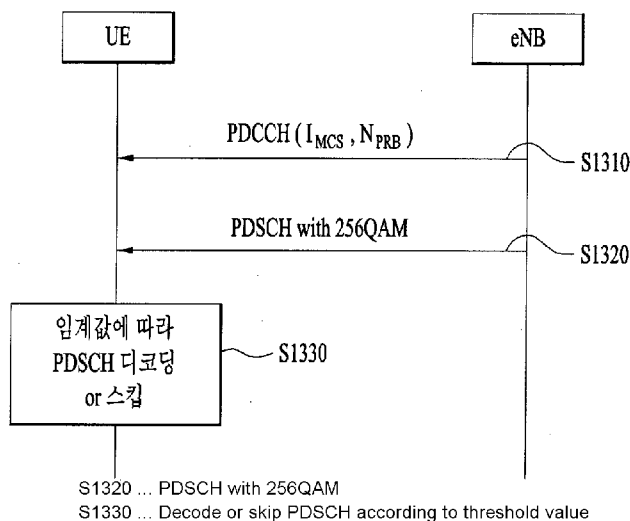 UE
eNB
PDCCH ( I_MCS , N_PRB )
S1310
PDSCH with 256QAM
S1320
임계값에 따라
PDSCH 디코딩
or 스킵
S1330
S1320 ... PDSCH with 256QAM
S1330 ... Decode or skip PDSCH according to threshold value